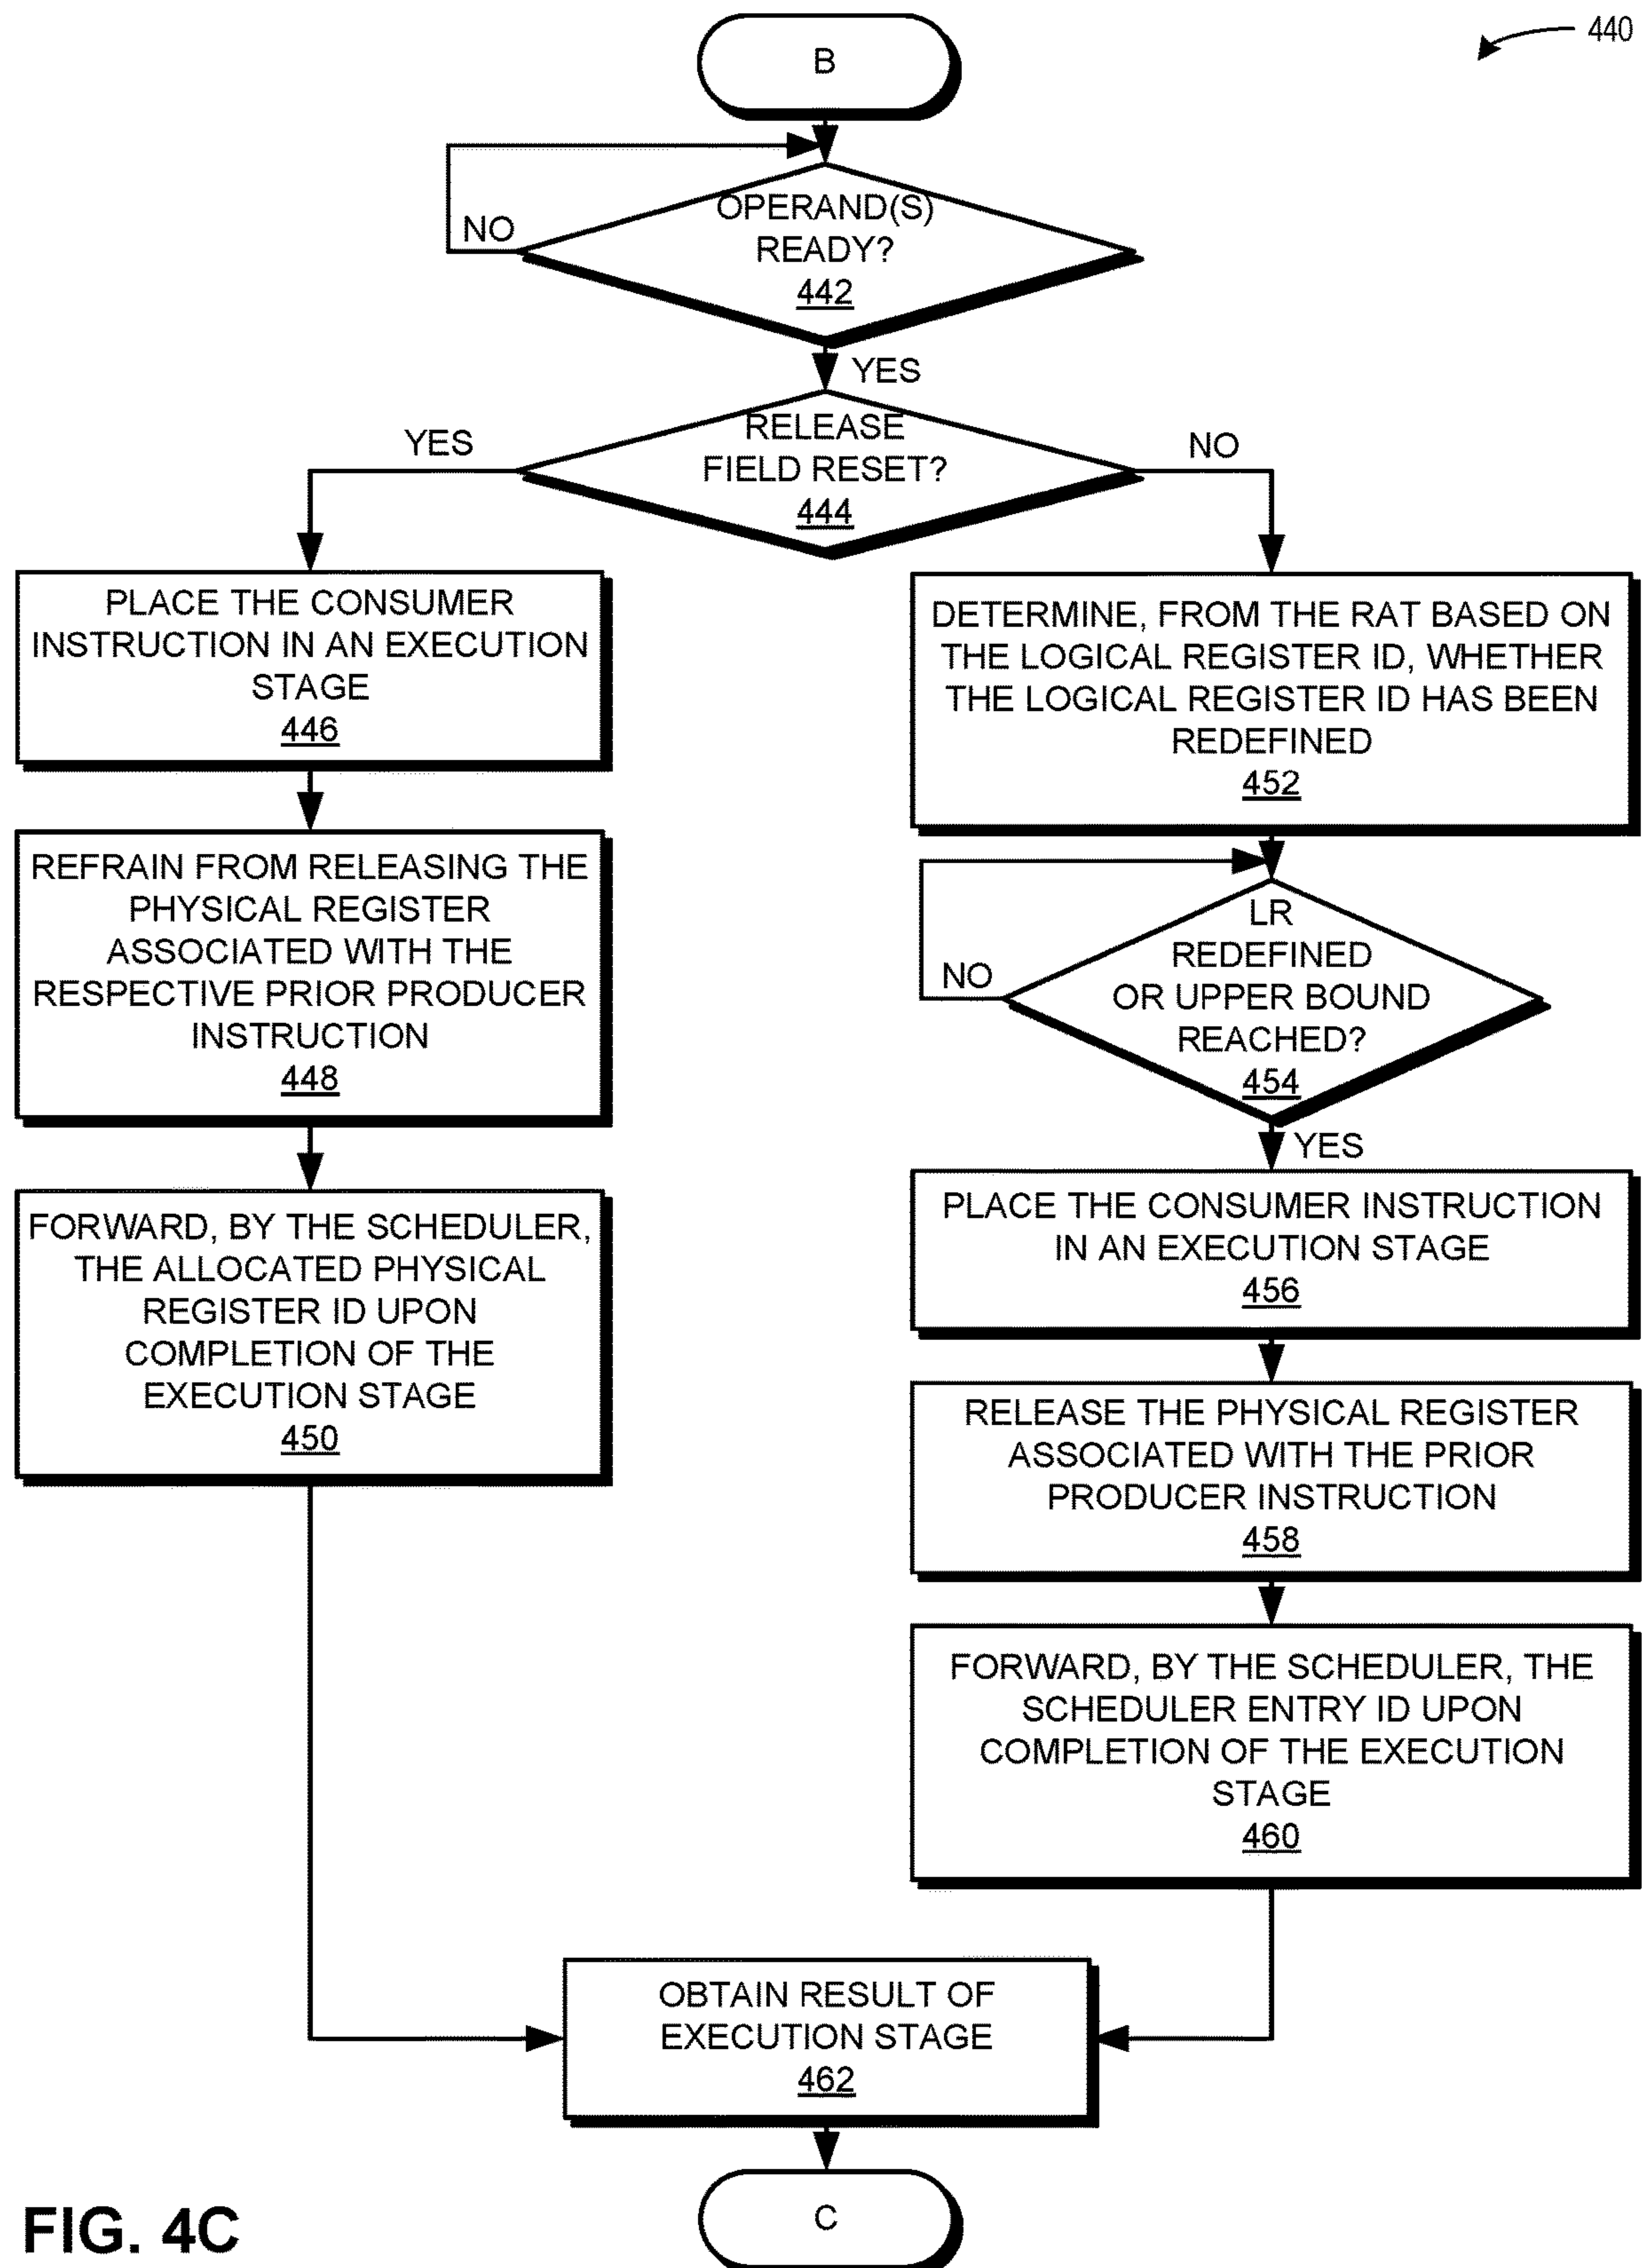 440
B
OPERAND(S)
READY?
442
NO
YES
RELEASE
FIELD RESET?
444
YES
NO
PLACE THE CONSUMER
INSTRUCTION IN AN EXECUTION
STAGE
446
REFRAIN FROM RELEASING THE
PHYSICAL REGISTER
ASSOCIATED WITH THE
RESPECTIVE PRIOR PRODUCER
INSTRUCTION
448
FORWARD, BY THE SCHEDULER,
THE ALLOCATED PHYSICAL
REGISTER ID UPON
COMPLETION OF THE
EXECUTION STAGE
450
DETERMINE, FROM THE RAT BASED ON
THE LOGICAL REGISTER ID, WHETHER
THE LOGICAL REGISTER ID HAS BEEN
REDEFINED
452
LR
REDEFINED
OR UPPER BOUND
REACHED?
454
NO
YES
PLACE THE CONSUMER INSTRUCTION
IN AN EXECUTION STAGE
456
RELEASE THE PHYSICAL REGISTER
ASSOCIATED WITH THE PRIOR
PRODUCER INSTRUCTION
458
FORWARD, BY THE SCHEDULER, THE
SCHEDULER ENTRY ID UPON
COMPLETION OF THE EXECUTION
STAGE
460
OBTAIN RESULT OF
EXECUTION STAGE
462
C
FIG. 4C